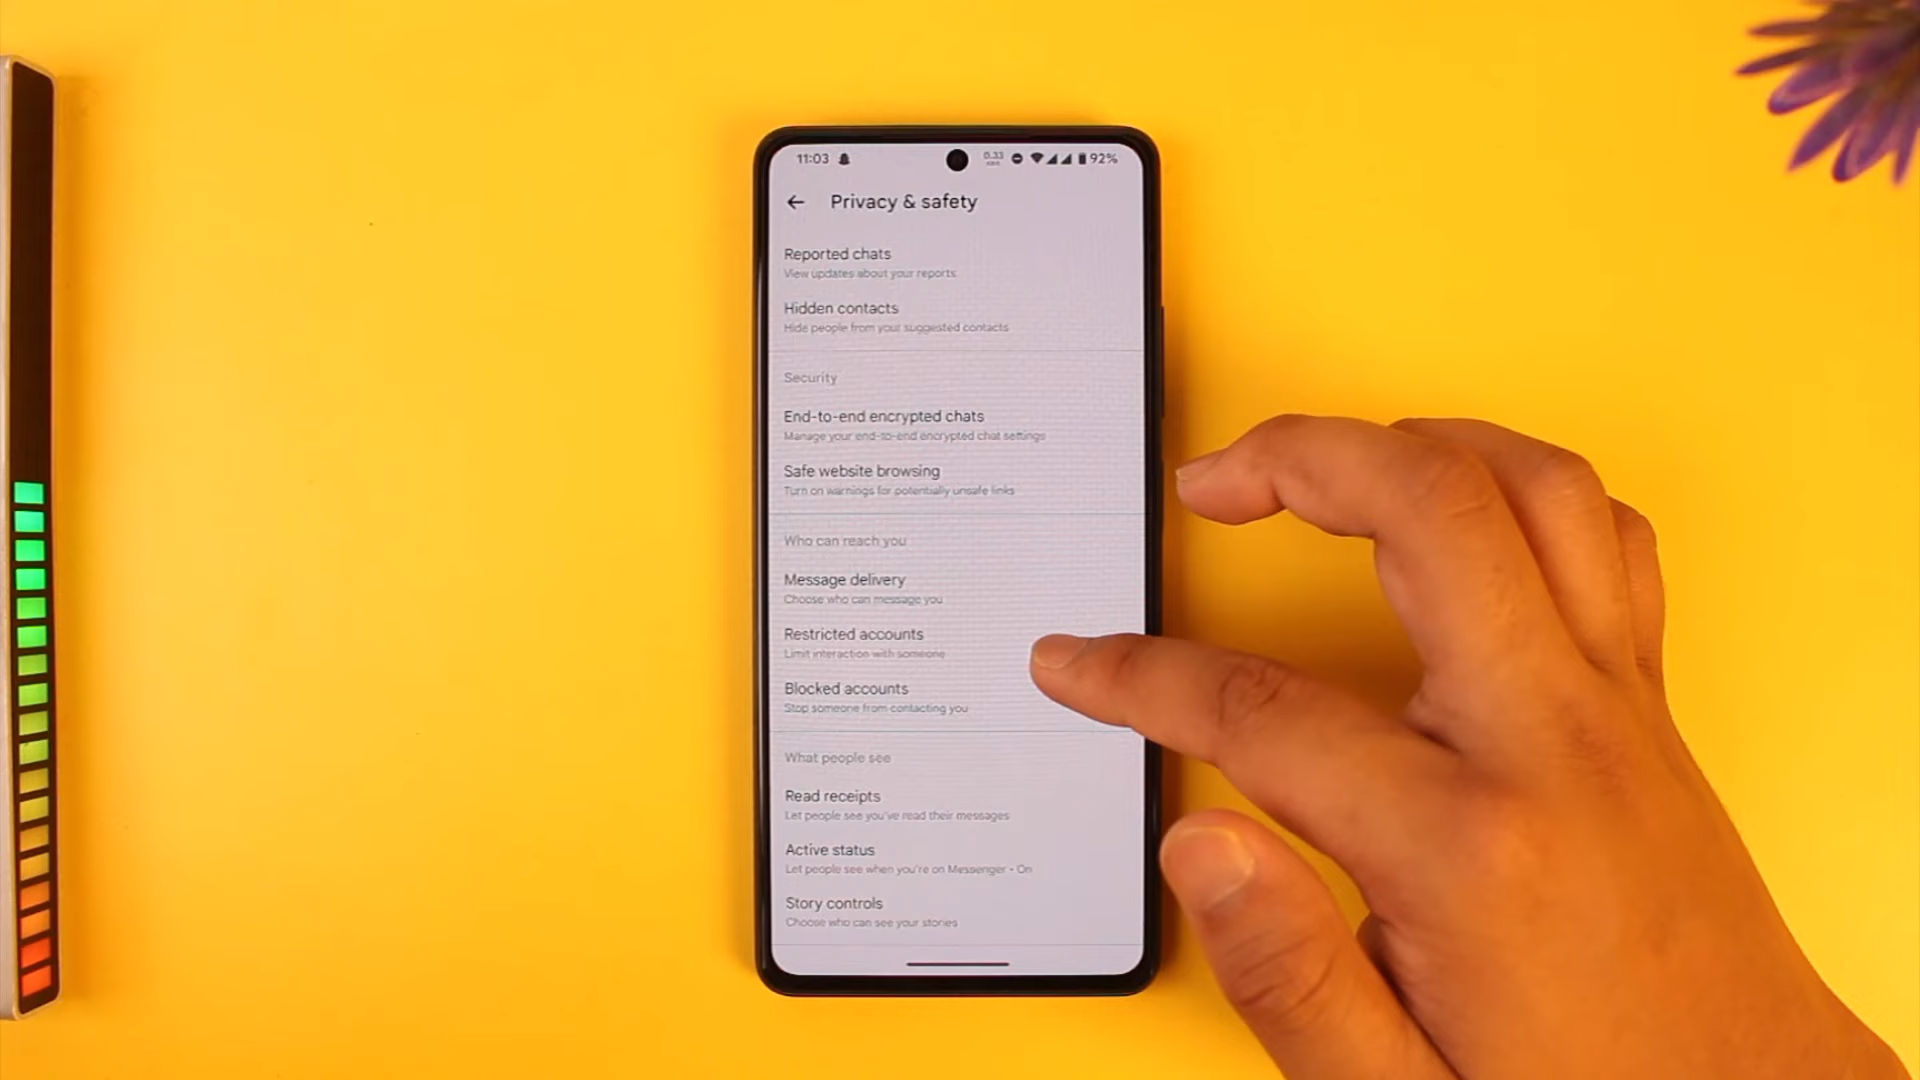 11:03 0.33 92%
Privacy & safety
Reported chats
View updates about your reports
Hidden contacts
Hide people from your suggested contacts
Security
End-to-end encrypted chats
Manage your end-to-end encrypted chat settings
Safe website browsing
Turn on warnings for potentially unsafe links
Who can reach you
Message delivery
Choose who can message you
Restricted accounts
Limit interaction with someone
Blocked accounts
Stop someone from contacting you
What people see
Read receipts
Let people see you've read their messages
Active status
Let people see when you're on Messenger • On
Story controls
Choose who can see your stories